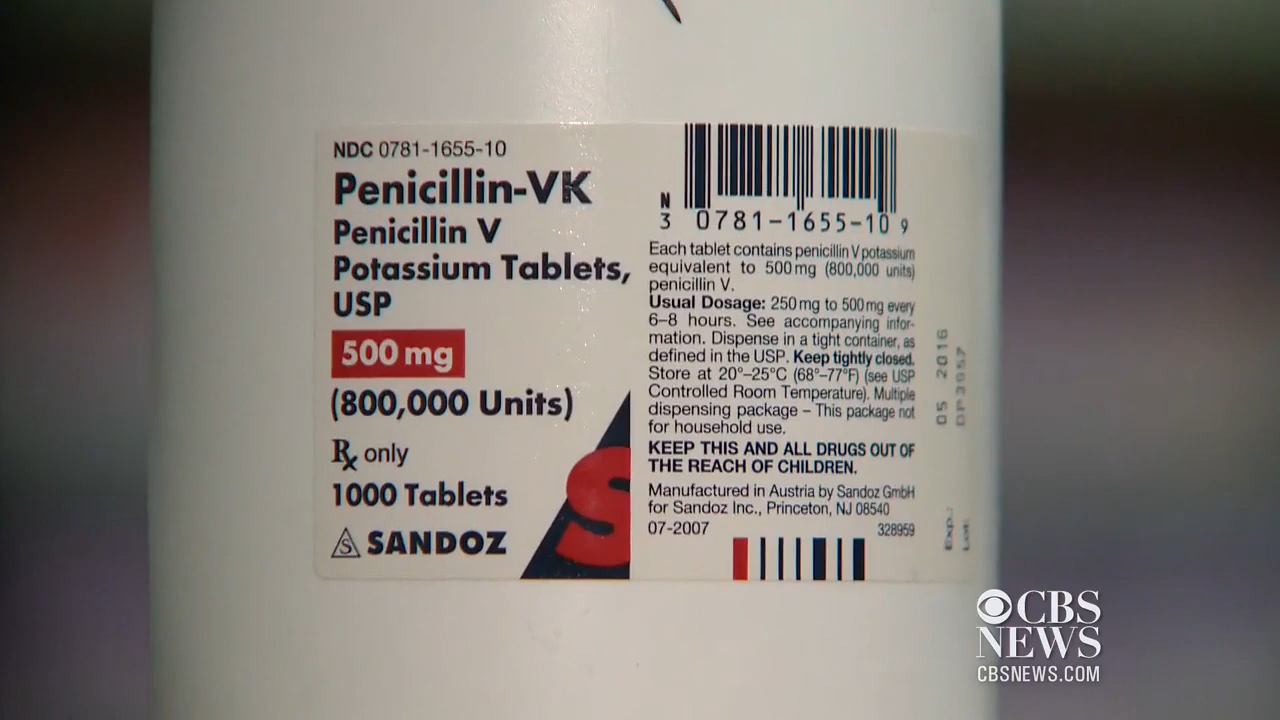 NDC 0781-1655-10
Penicillin-VK
Penicillin V
Potassium Tablets,
USP
500 mg
(800,000 Units)
Rx only
1000 Tablets
S SANDOZ
S
N
3 0781-1655-10 9
Each tablet contains penicillin V potassium
equivalent to 500 mg (800,000 units)
penicillin V.
Usual Dosage: 250 mg to 500 mg every
6–8 hours. See accompanying infor-
mation. Dispense in a tight container, as
defined in the USP. Keep tightly closed.
Store at 20°–25°C (68°–77°F) (see USP
Controlled Room Temperature). Multiple
dispensing package – This package not
for household use.
KEEP THIS AND ALL DRUGS OUT OF
THE REACH OF CHILDREN.
Manufactured in Austria by Sandoz GmbH
for Sandoz Inc., Princeton, NJ 08540
07-2007 328959
Exp.: 05 2016
Lot:
CBS
NEWS
CBSNEWS.COM